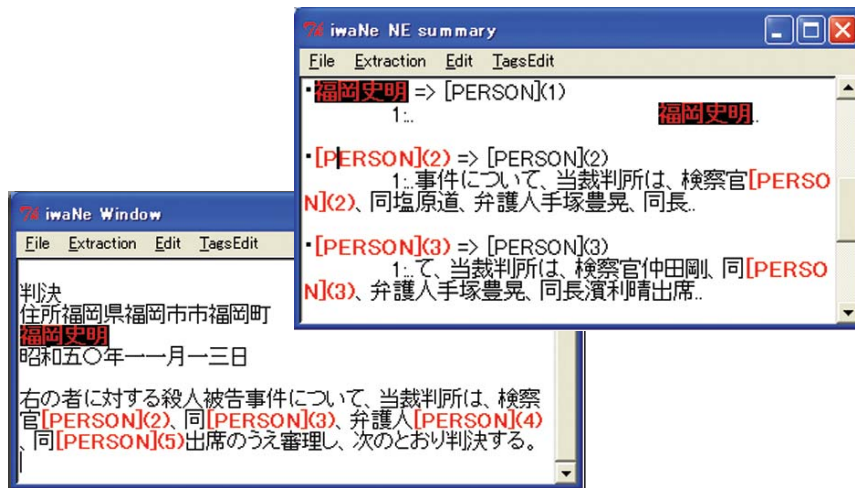 iwaNe NE summary
File Extraction Edit TagsEdit
・福岡史明 => [PERSON](1)
1:.. 福岡史明..
・[PERSON](2) => [PERSON](2)
1:..事件について、当裁判所は、検察官[PERSO
N](2)、同塩原道、弁護人手塚豊晃、同長..
・[PERSON](3) => [PERSON](3)
1:..て、当裁判所は、検察官仲田剛、同[PERSO
N](3)、弁護人手塚豊晃、同長濱利晴出席..
iwaNe Window
File Extraction Edit TagsEdit
判決
住所福岡県福岡市市福岡町
福岡史明
昭和五〇年一一月一三日
右の者に対する殺人被告事件について、当裁判所は、検察
官[PERSON](2)、同[PERSON](3)、弁護人[PERSON](4)
、同[PERSON](5)出席のうえ審理し、次のとおり判決する。